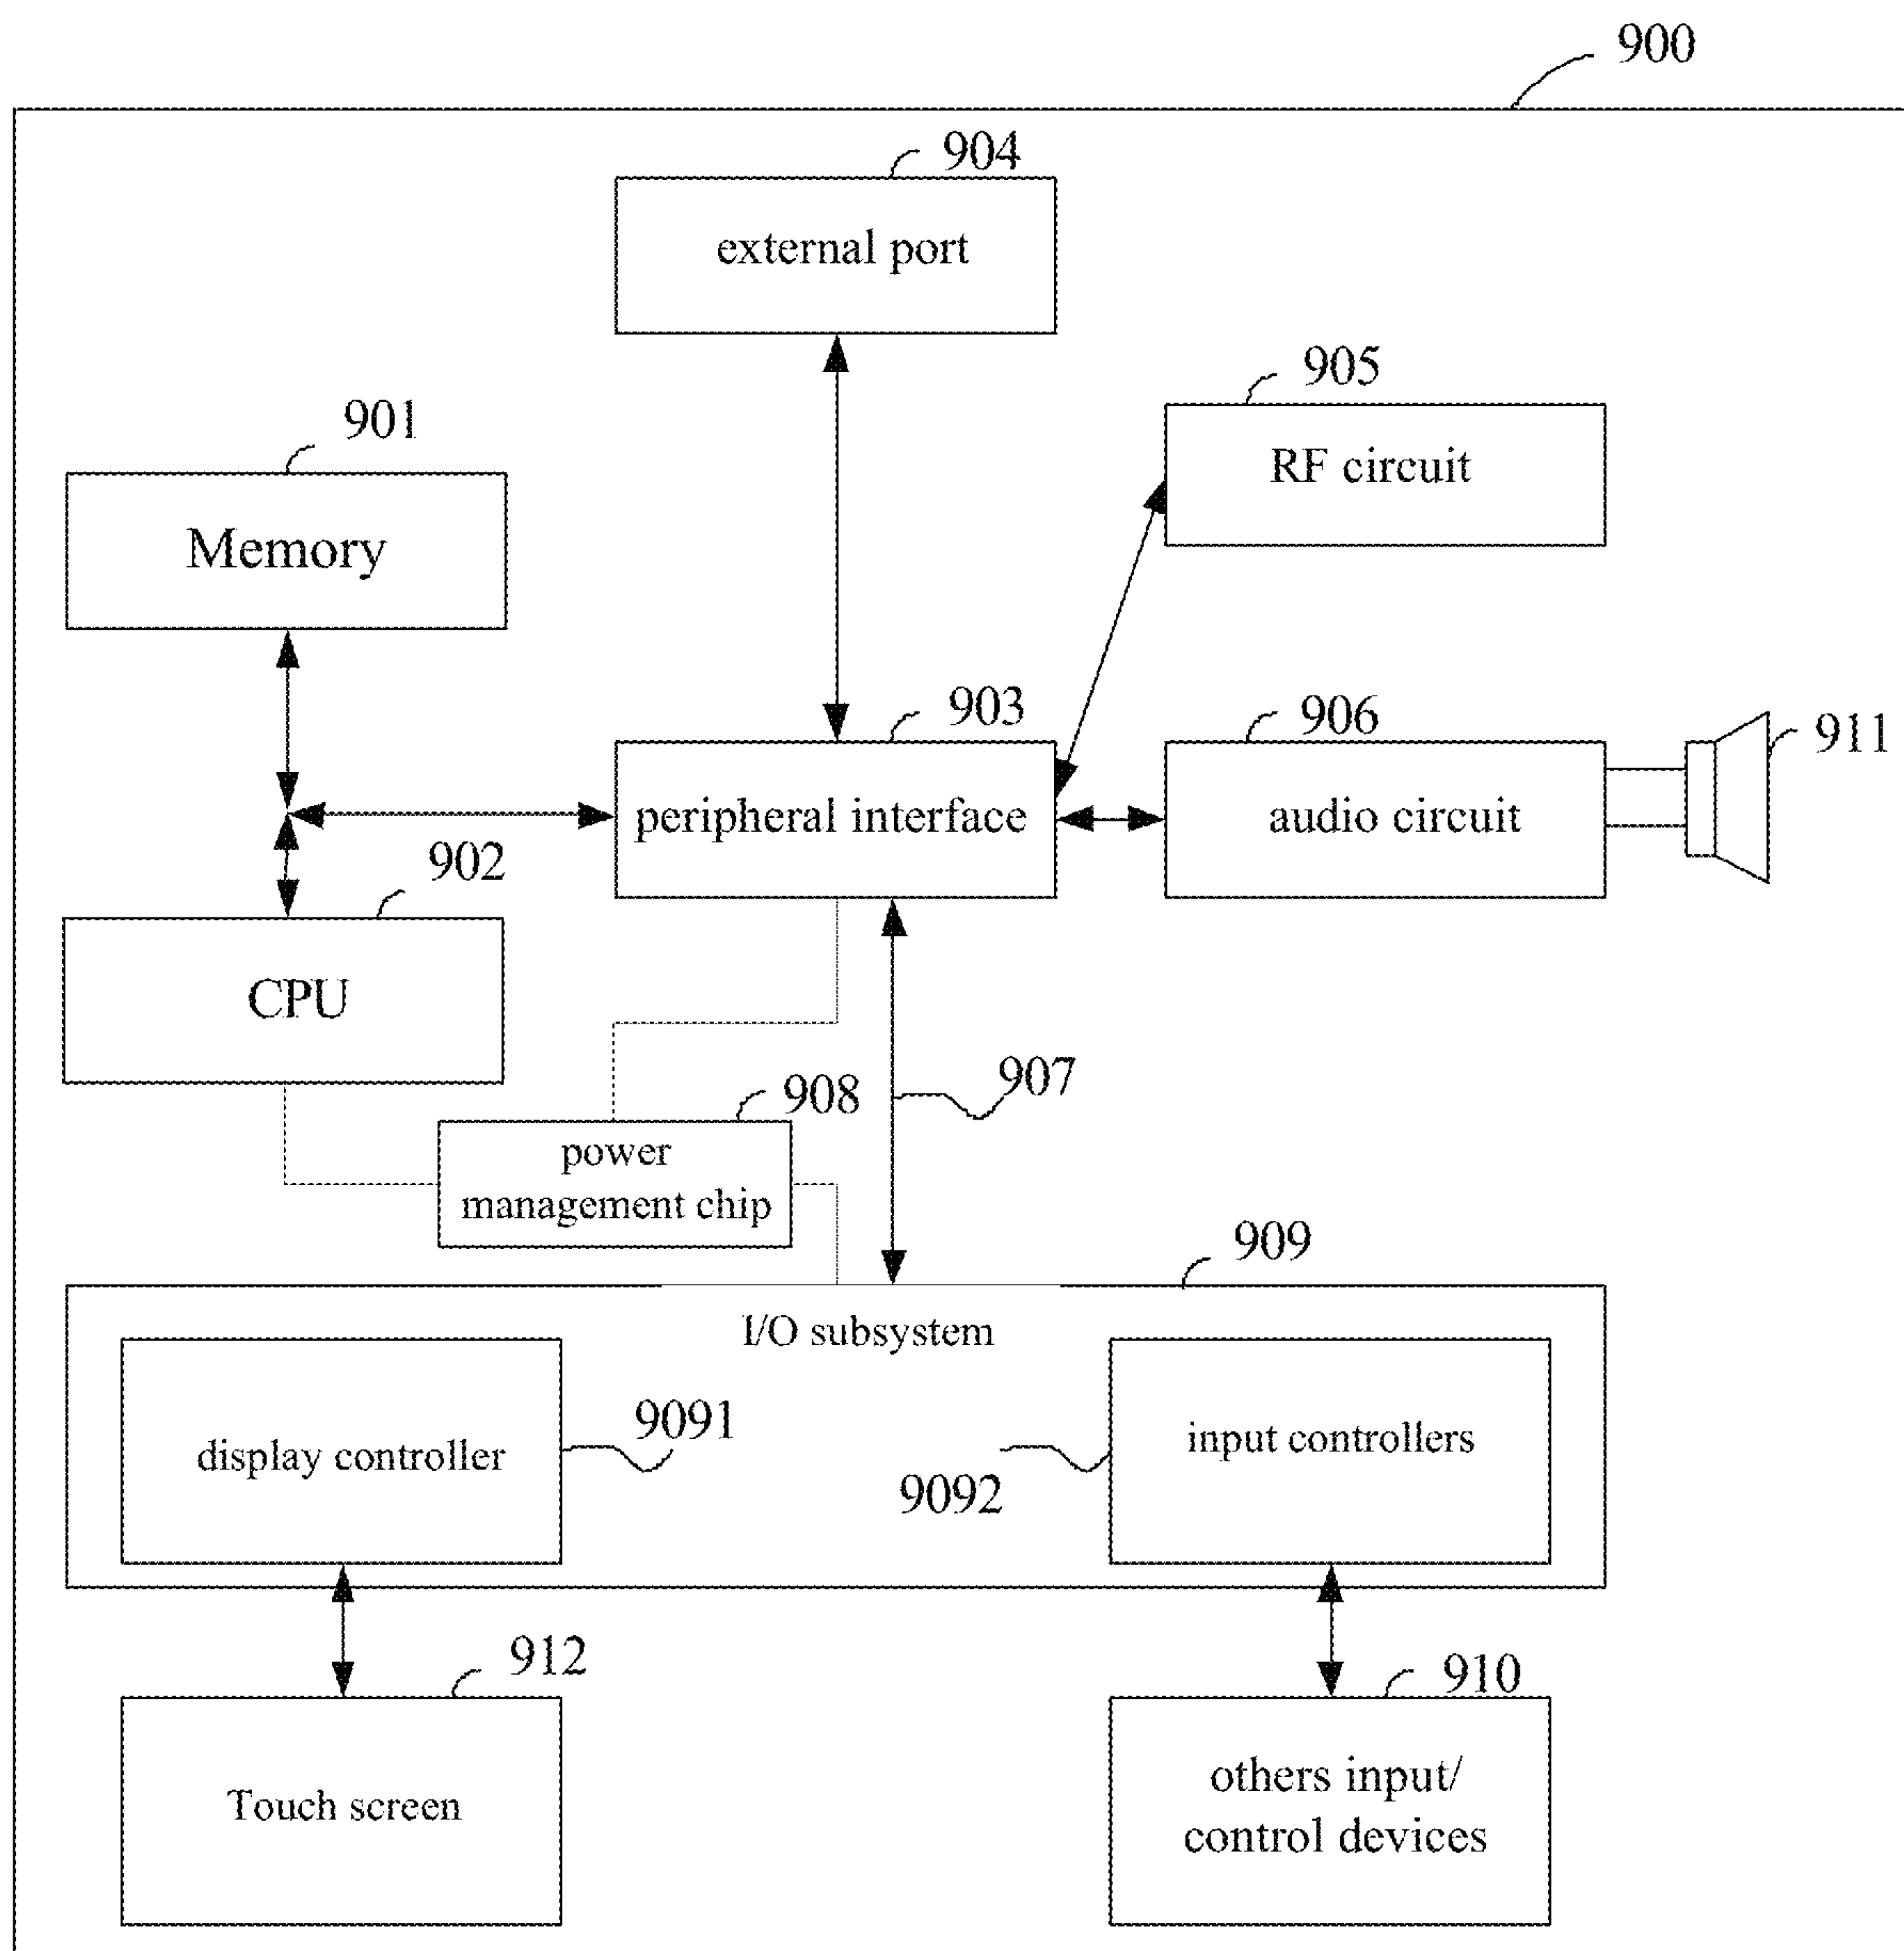 900
904
external port
905
RF circuit
901
Memory
903
peripheral interface
906
audio circuit
911
902
CPU
907
908
power
management chip
909
I/O subsystem
9091
display controller
9092
input controllers
912
Touch screen
910
others input/
control devices